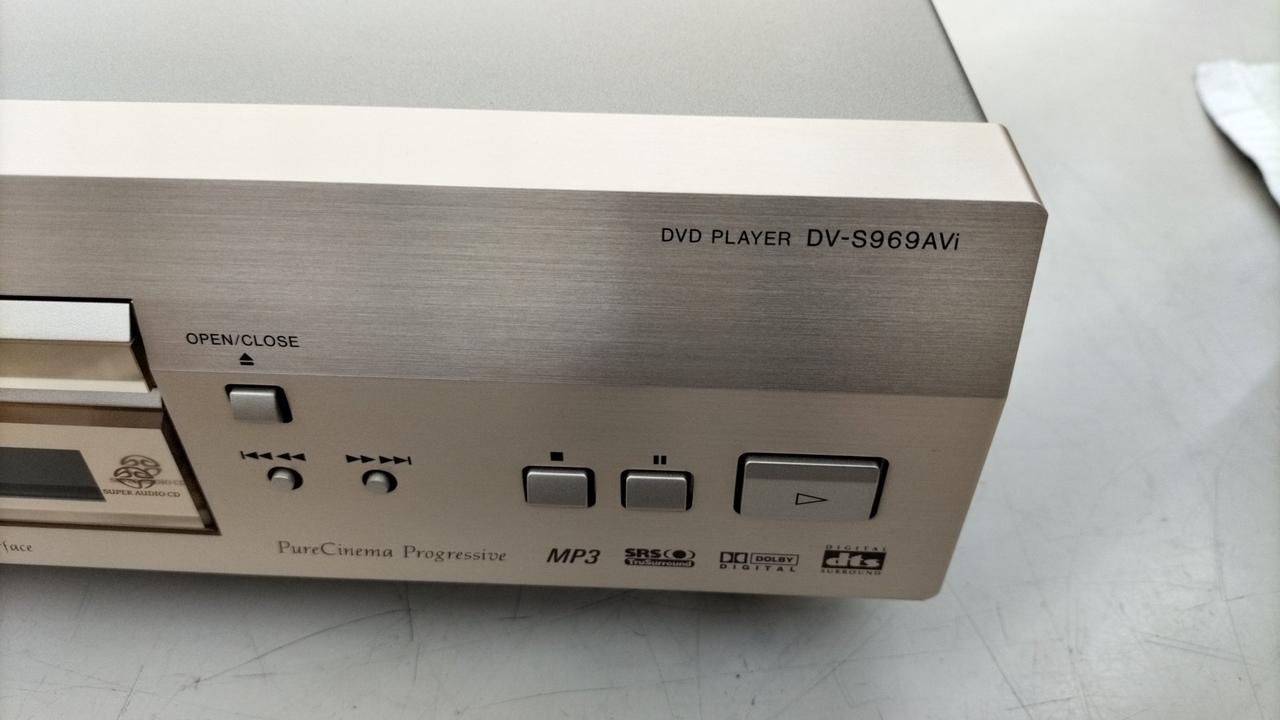 DVD PLAYER DV-S969AVi
OPEN/CLOSE
SUPER AUDIO CD
face
PureCinema Progressive
MP3
SRS
TruSurround
DOLBY
DIGITAL
DIGITAL
dts
SURROUND